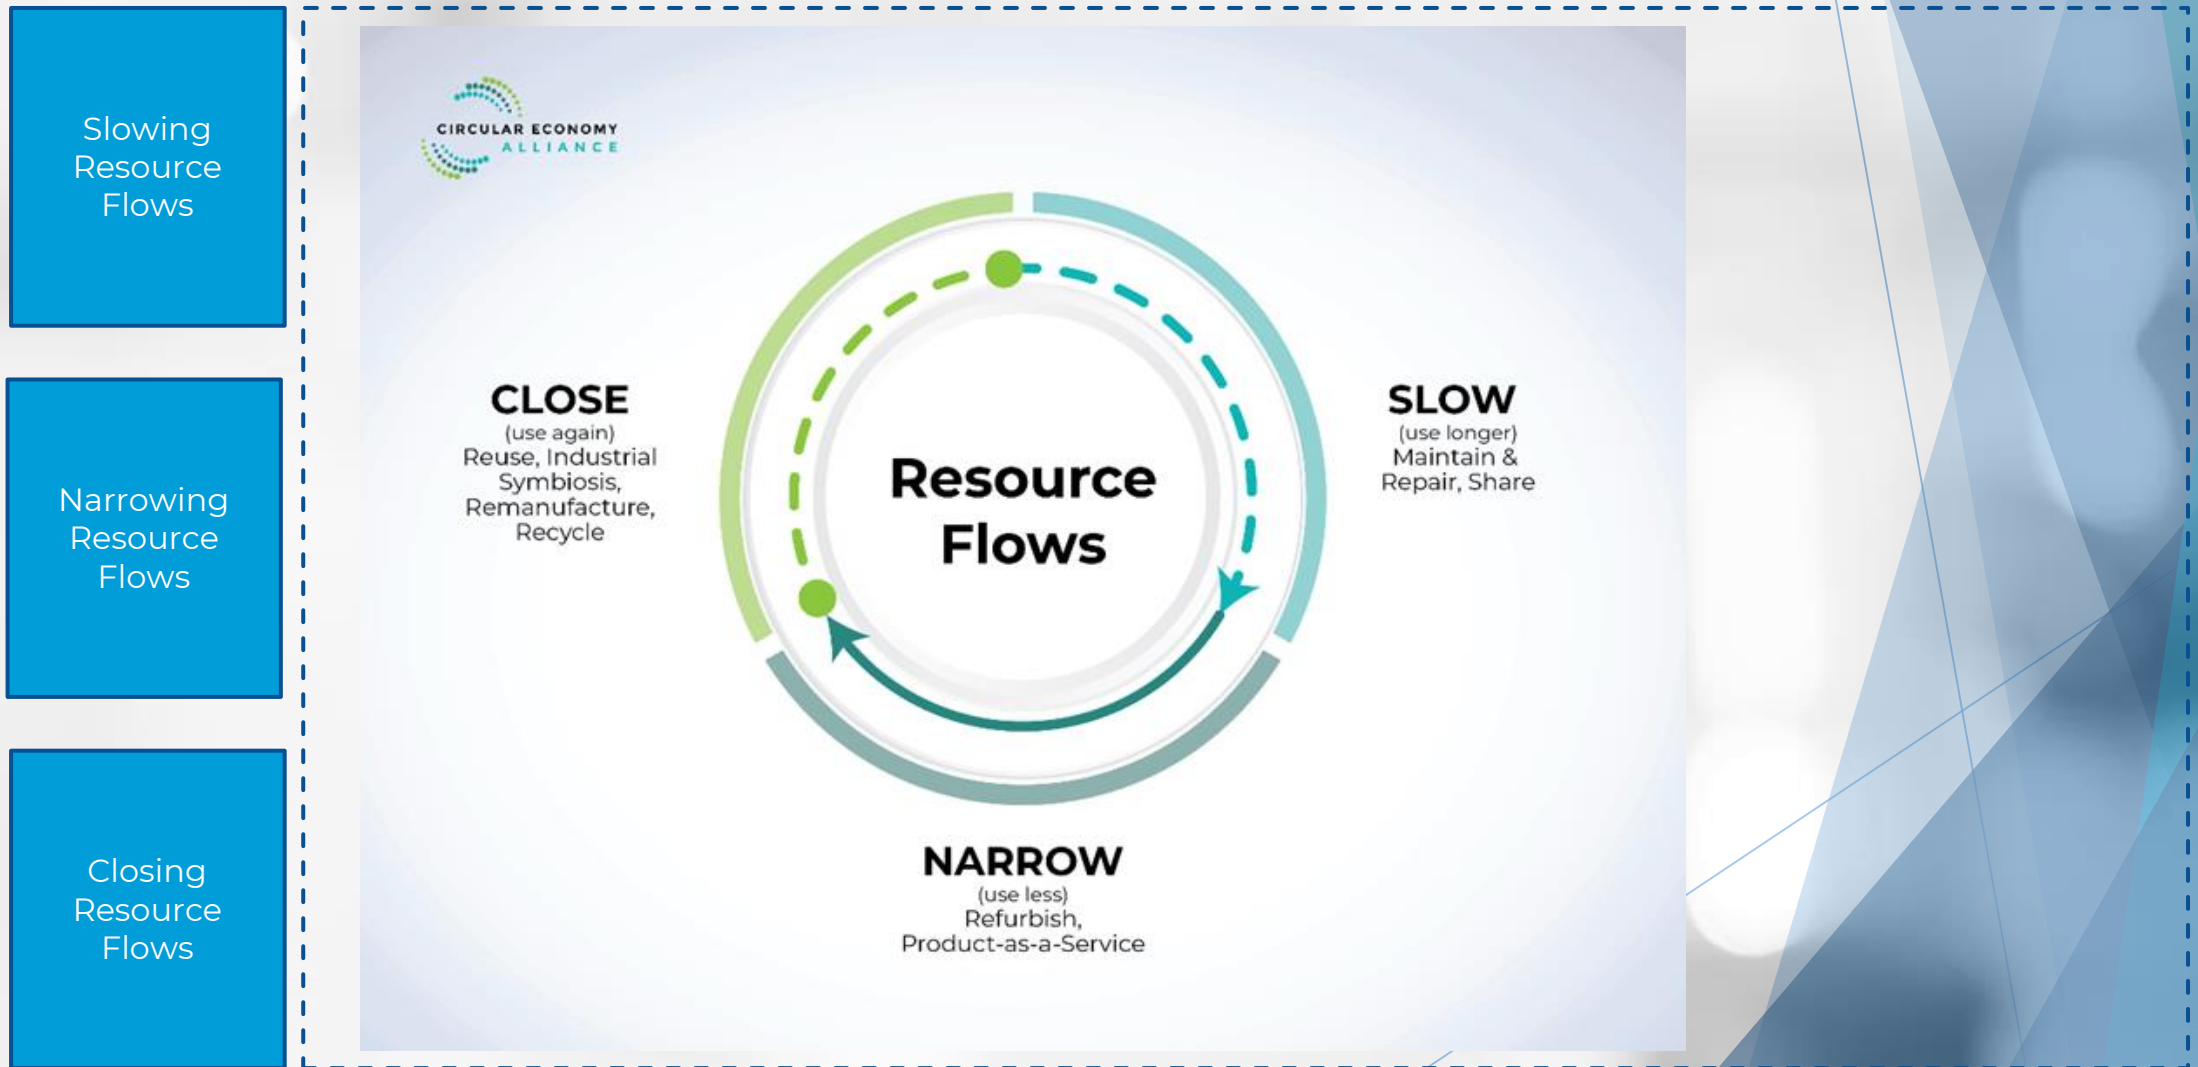 Slowing
Resource
Flows
Narrowing
Resource
Flows
Closing
Resource
Flows
CIRCULAR ECONOMY
ALLIANCE
CLOSE
(use again)
Reuse, Industrial
Symbiosis,
Remanufacture,
Recycle
Resource
Flows
SLOW
(use longer)
Maintain &
Repair, Share
NARROW
(use less)
Refurbish,
Product-as-a-Service